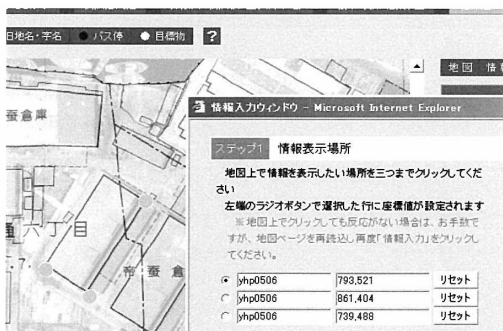 旧地名・字名 ● バス停 ● 目標物 ?
地図 情
蚕倉庫
情報入力ウィンドウ - Microsoft Internet Explorer
ステップ1 情報表示場所
地図上で情報を表示したい場所を三つまでクリックしてくだ
さい
左端のラジオボタンで選択した行に座標値が設定されます
※地図上でクリックしても反応がない場合は、お手数で
すが、地図ページを再読込し再度「情報入力」をクリックし
てください。
通六丁目
帝蚕倉
yhp0506 793,521 リセット
yhp0506 861,404 リセット
yhp0506 739,488 リセット